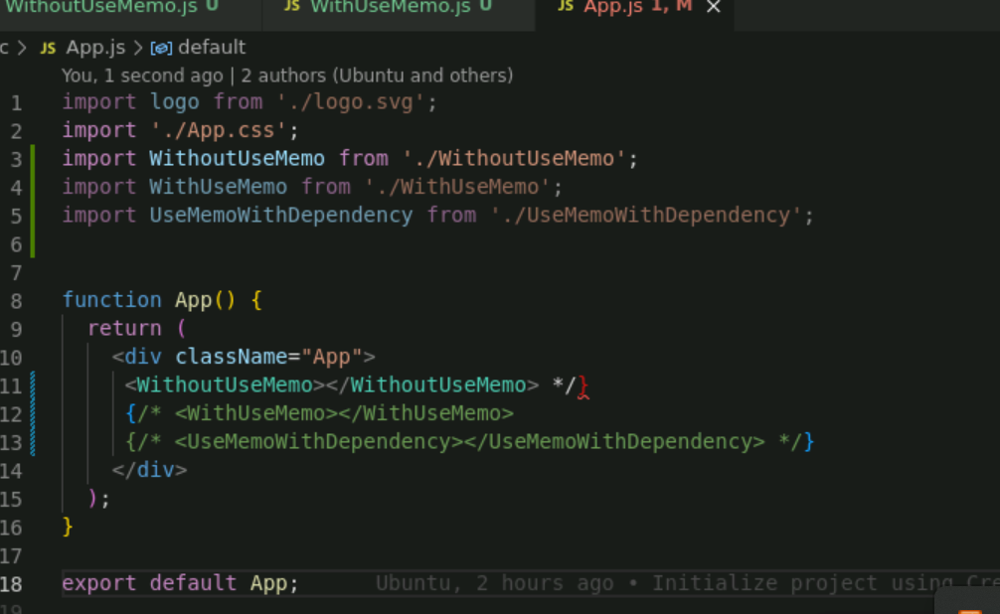 WithoutUseMemo.js U JS WithUseMemo.js U JS App.js 1, M ×
c > JS App.js > default
You, 1 second ago | 2 authors (Ubuntu and others)
1 import logo from './logo.svg';
2 import './App.css';
3 import WithoutUseMemo from './WithoutUseMemo';
4 import WithUseMemo from './WithUseMemo';
5 import UseMemoWithDependency from './UseMemoWithDependency';
6
7
8 function App() {
9 return (
10 <div className="App">
11 <WithoutUseMemo></WithoutUseMemo> */}
12 {/* <WithUseMemo></WithUseMemo>
13 {/* <UseMemoWithDependency></UseMemoWithDependency> */}
14 </div>
15 );
16 }
17
18 export default App; Ubuntu, 2 hours ago • Initialize project using Cre
19